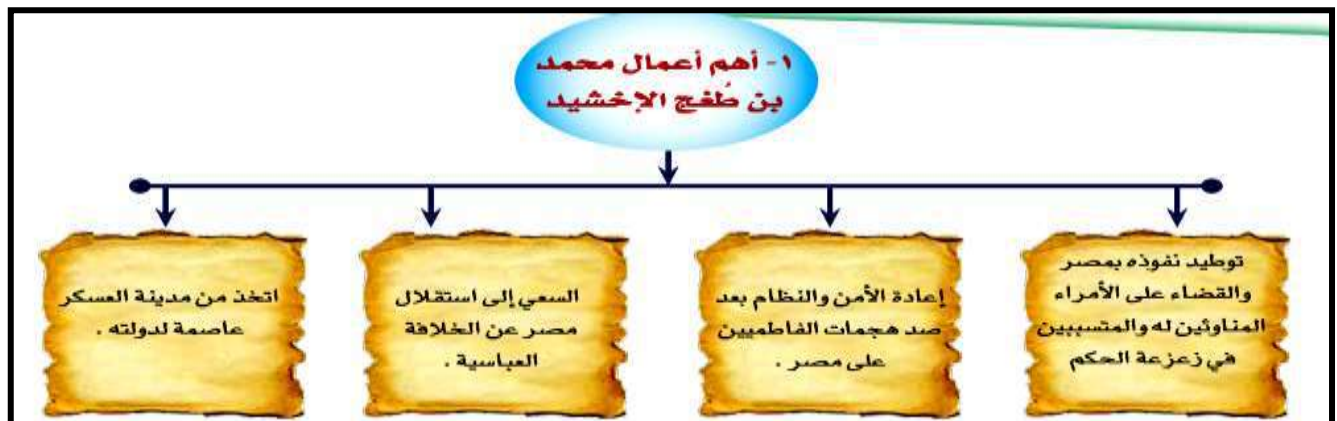 ١- أهم أعمال محمد
بن طُغج الإخشيد
توطيد نفوذه بمصر
والقضاء على الأمراء
المناوئين له والمتسببين
في زعزعة الحكم
إعادة الأمن والنظام بعد
صد هجمات الفاطميين
على مصر .
السعي إلى استقلال
مصر عن الخلافة
العباسية .
اتخذ من مدينة العسكر
عاصمة لدولته .